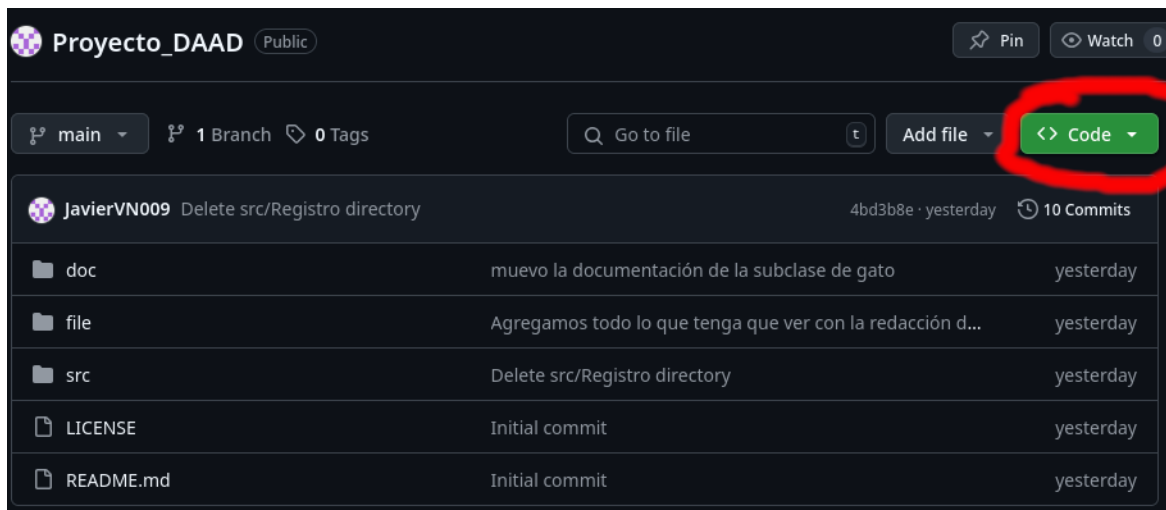 Proyecto_DAAD Public Pin Watch 0
main 1 Branch 0 Tags Go to file t Add file <> Code
JavierVN009 Delete src/Registro directory 4bd3b8e · yesterday 10 Commits
doc muevo la documentación de la subclase de gato yesterday
file Agregamos todo lo que tenga que ver con la redacción d... yesterday
src Delete src/Registro directory yesterday
LICENSE Initial commit yesterday
README.md Initial commit yesterday